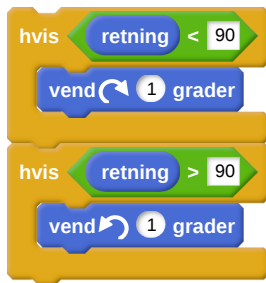 hvis retning < 90
vend 1 grader
hvis retning > 90
vend 1 grader